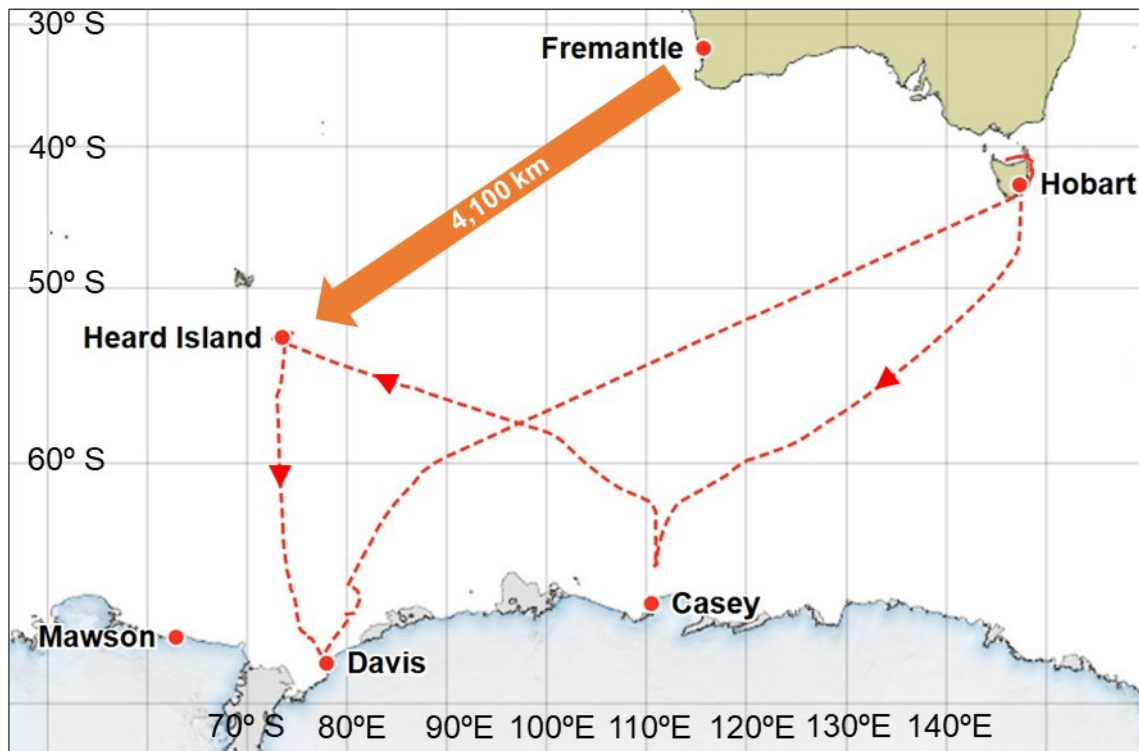 30º S
Fremantle
40º S
4,100 km
Hobart
50º S
Heard Island
60º S
Casey
Mawson
Davis
70º S 80ºE 90ºE 100ºE 110ºE 120ºE 130ºE 140ºE